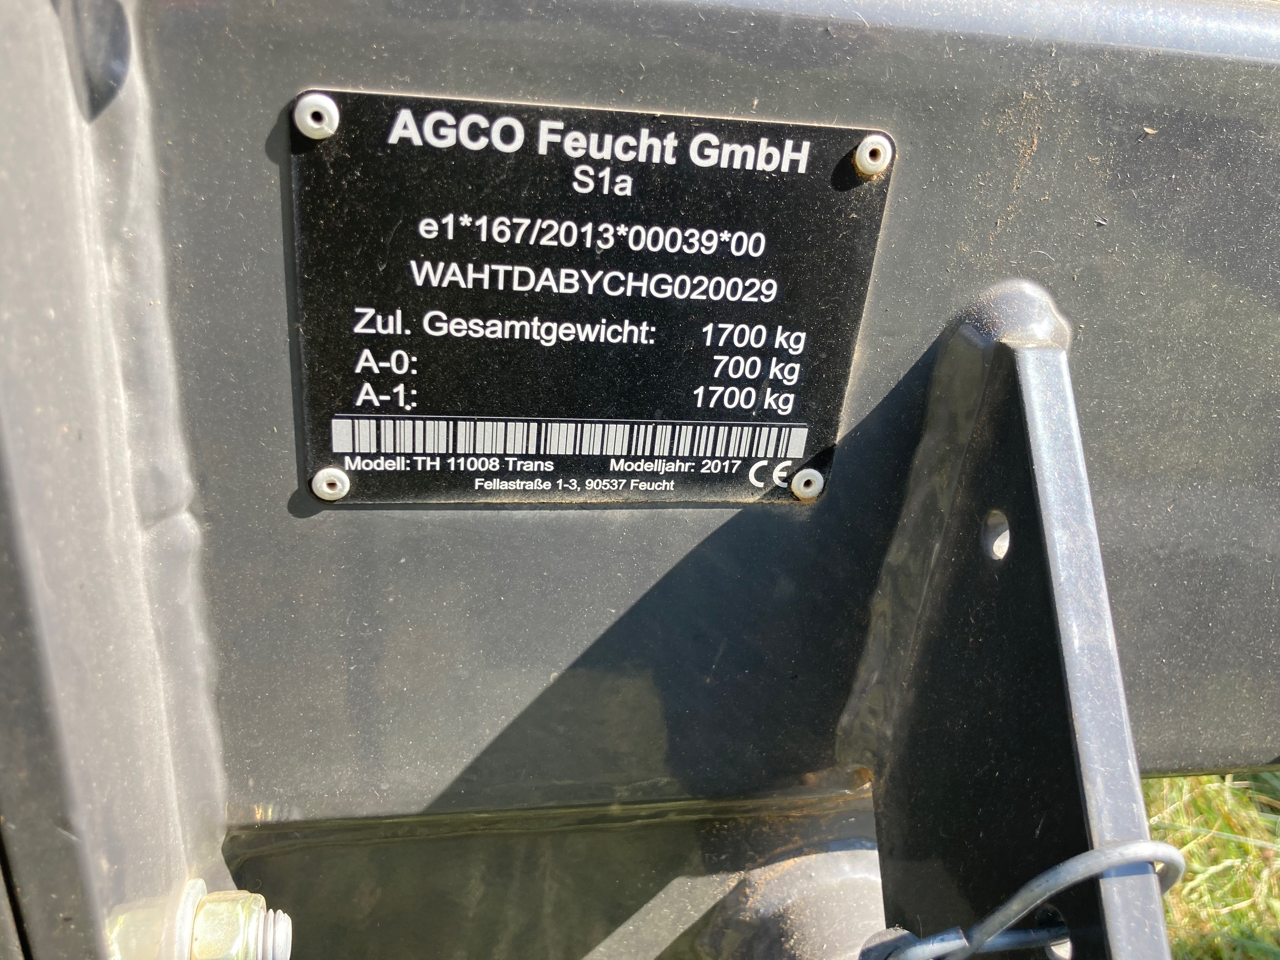 AGCO Feucht GmbH
S1a
e1*167/2013*00039*00
WAHTDABYCHG020029
Zul. Gesamtgewicht: 1700 kg
A-0: 700 kg
A-1: 1700 kg
Modell: TH 11008 Trans Modelljahr: 2017 CE
Fellastraße 1-3, 90537 Feucht